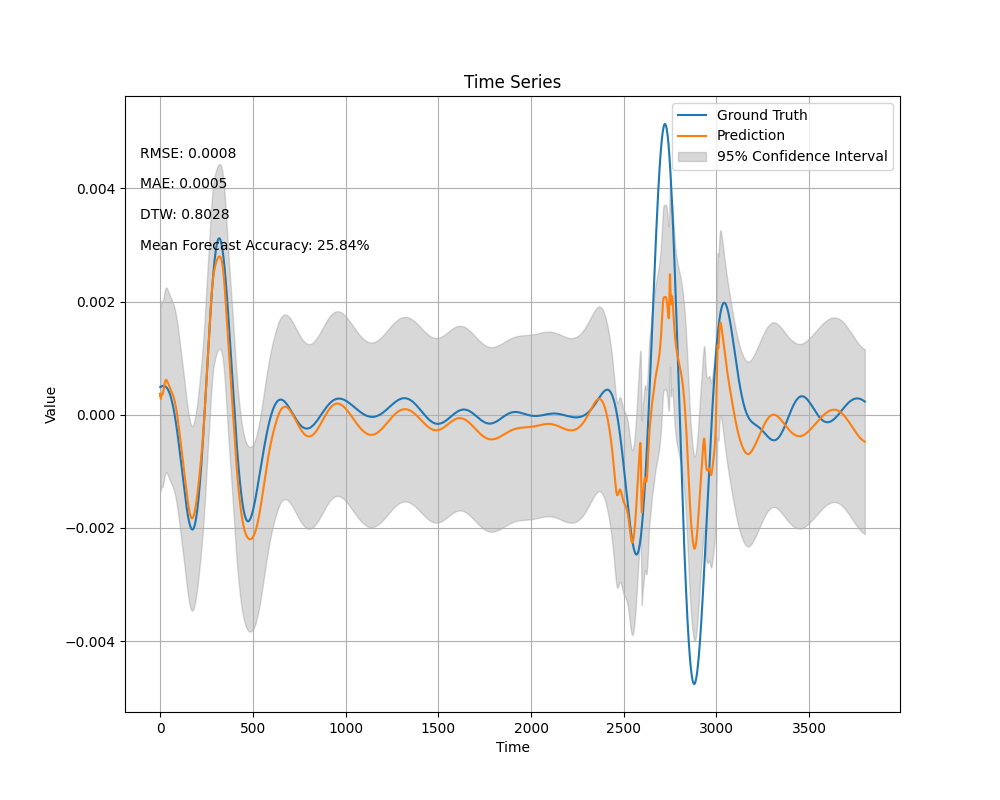 Time Series
Ground Truth
Prediction
95% Confidence Interval
RMSE: 0.0008
MAE: 0.0005
DTW: 0.8028
Mean Forecast Accuracy: 25.84%
0.004
0.002
0.000
−0.002
−0.004
Value
0 500 1000 1500 2000 2500 3000 3500
Time